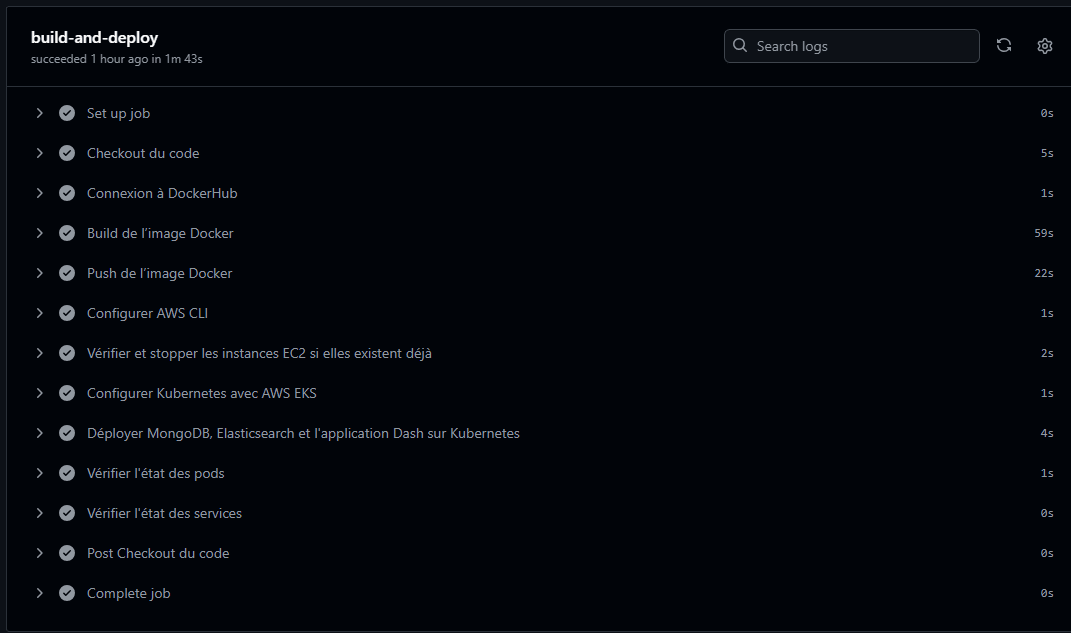 build-and-deploy
succeeded 1 hour ago in 1m 43s
Search logs
Set up job 0s
Checkout du code 5s
Connexion à DockerHub 1s
Build de l’image Docker 59s
Push de l’image Docker 22s
Configurer AWS CLI 1s
Vérifier et stopper les instances EC2 si elles existent déjà 2s
Configurer Kubernetes avec AWS EKS 1s
Déployer MongoDB, Elasticsearch et l'application Dash sur Kubernetes 4s
Vérifier l'état des pods 1s
Vérifier l'état des services 0s
Post Checkout du code 0s
Complete job 0s